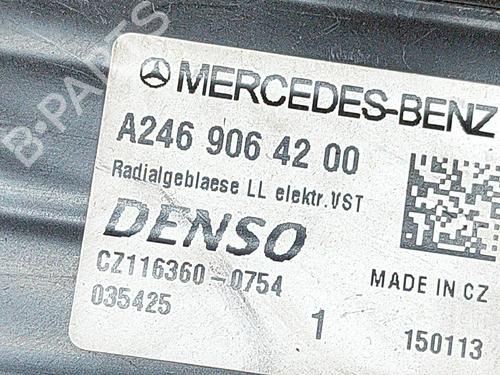 MERCEDES-BENZ
A246 906 42 00
Radialgeblaese LL elektr.VST
DENSO
CZ116360-0754
MADE IN CZ
035425
1
150113
B-PARTS